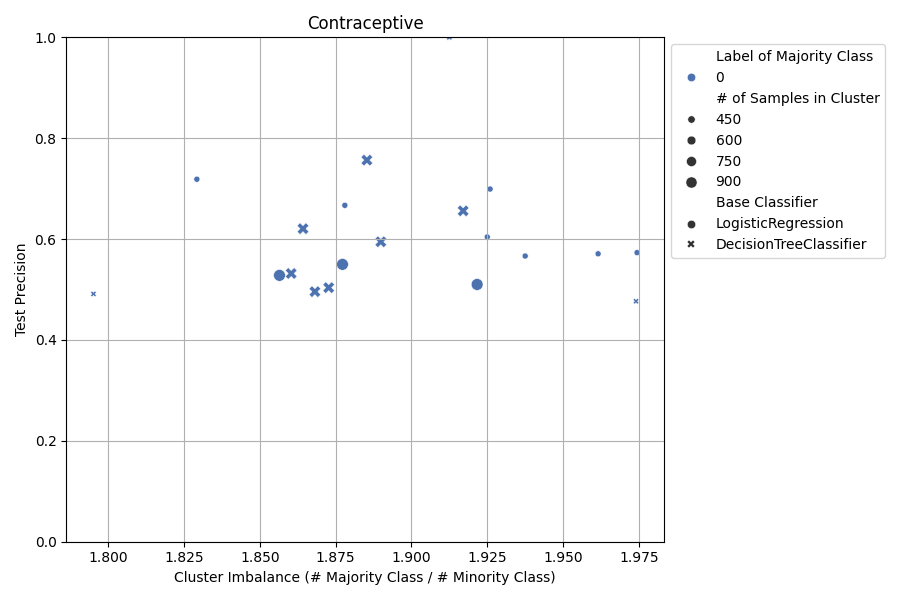 Contraceptive
1.0
0.8
0.6
0.4
0.2
0.0
Test Precision
1.800
1.825
1.850
1.875
1.900
1.925
1.950
1.975
Cluster Imbalance (# Majority Class / # Minority Class)
Label of Majority Class
0
# of Samples in Cluster
450
600
750
900
Base Classifier
LogisticRegression
DecisionTreeClassifier